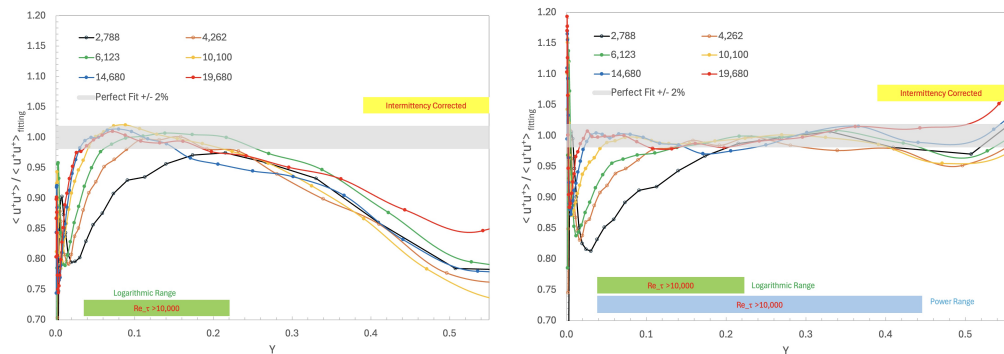 1.20
1.15
1.10
1.05
1.00
0.95
0.90
0.85
0.80
0.75
0.70
< u⁺u⁺> / < u⁺u⁺> fitting
2,788 4,262
6,123 10,100
14,680 19,680
Perfect Fit +/- 2%
Intermittency Corrected
Logarithmic Range
Re_τ >10,000
0.0 0.1 0.2 0.3 0.4 0.5
Y
1.20
1.15
1.10
1.05
1.00
0.95
0.90
0.85
0.80
0.75
0.70
< u⁺u⁺> / < u⁺u⁺> fitting
2,788 4,262
6,123 10,100
14,680 19,680
Perfect Fit +/- 2%
Intermittency Corrected
Re_τ >10,000 Logarithmic Range
Re_τ >10,000 Power Range
0.0 0.1 0.2 0.3 0.4 0.5
Y